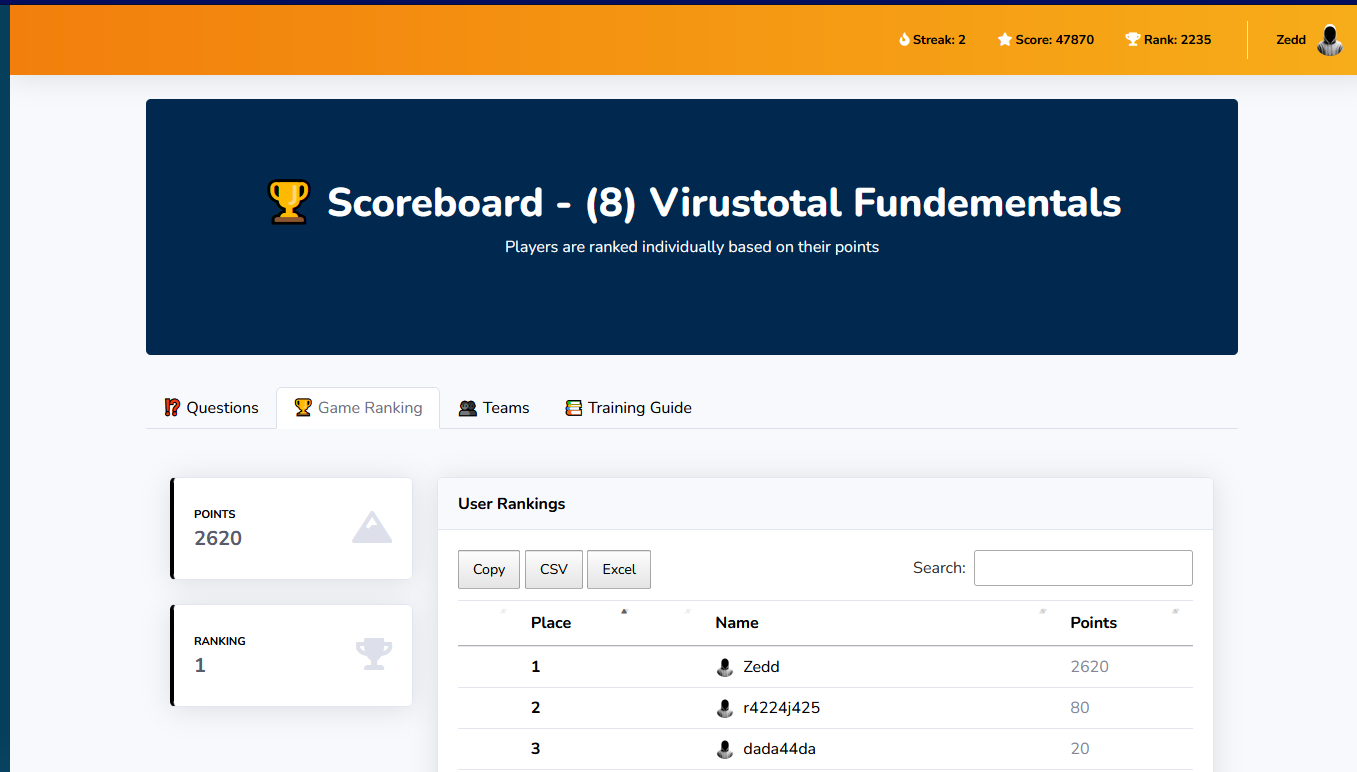 Streak: 2 Score: 47870 Rank: 2235 Zedd
Scoreboard - (8) Virustotal Fundementals
Players are ranked individually based on their points
Questions Game Ranking Teams Training Guide
POINTS
2620
RANKING
1
User Rankings
Copy CSV Excel Search:
Place Name Points
1 Zedd 2620
2 r4224j425 80
3 dada44da 20